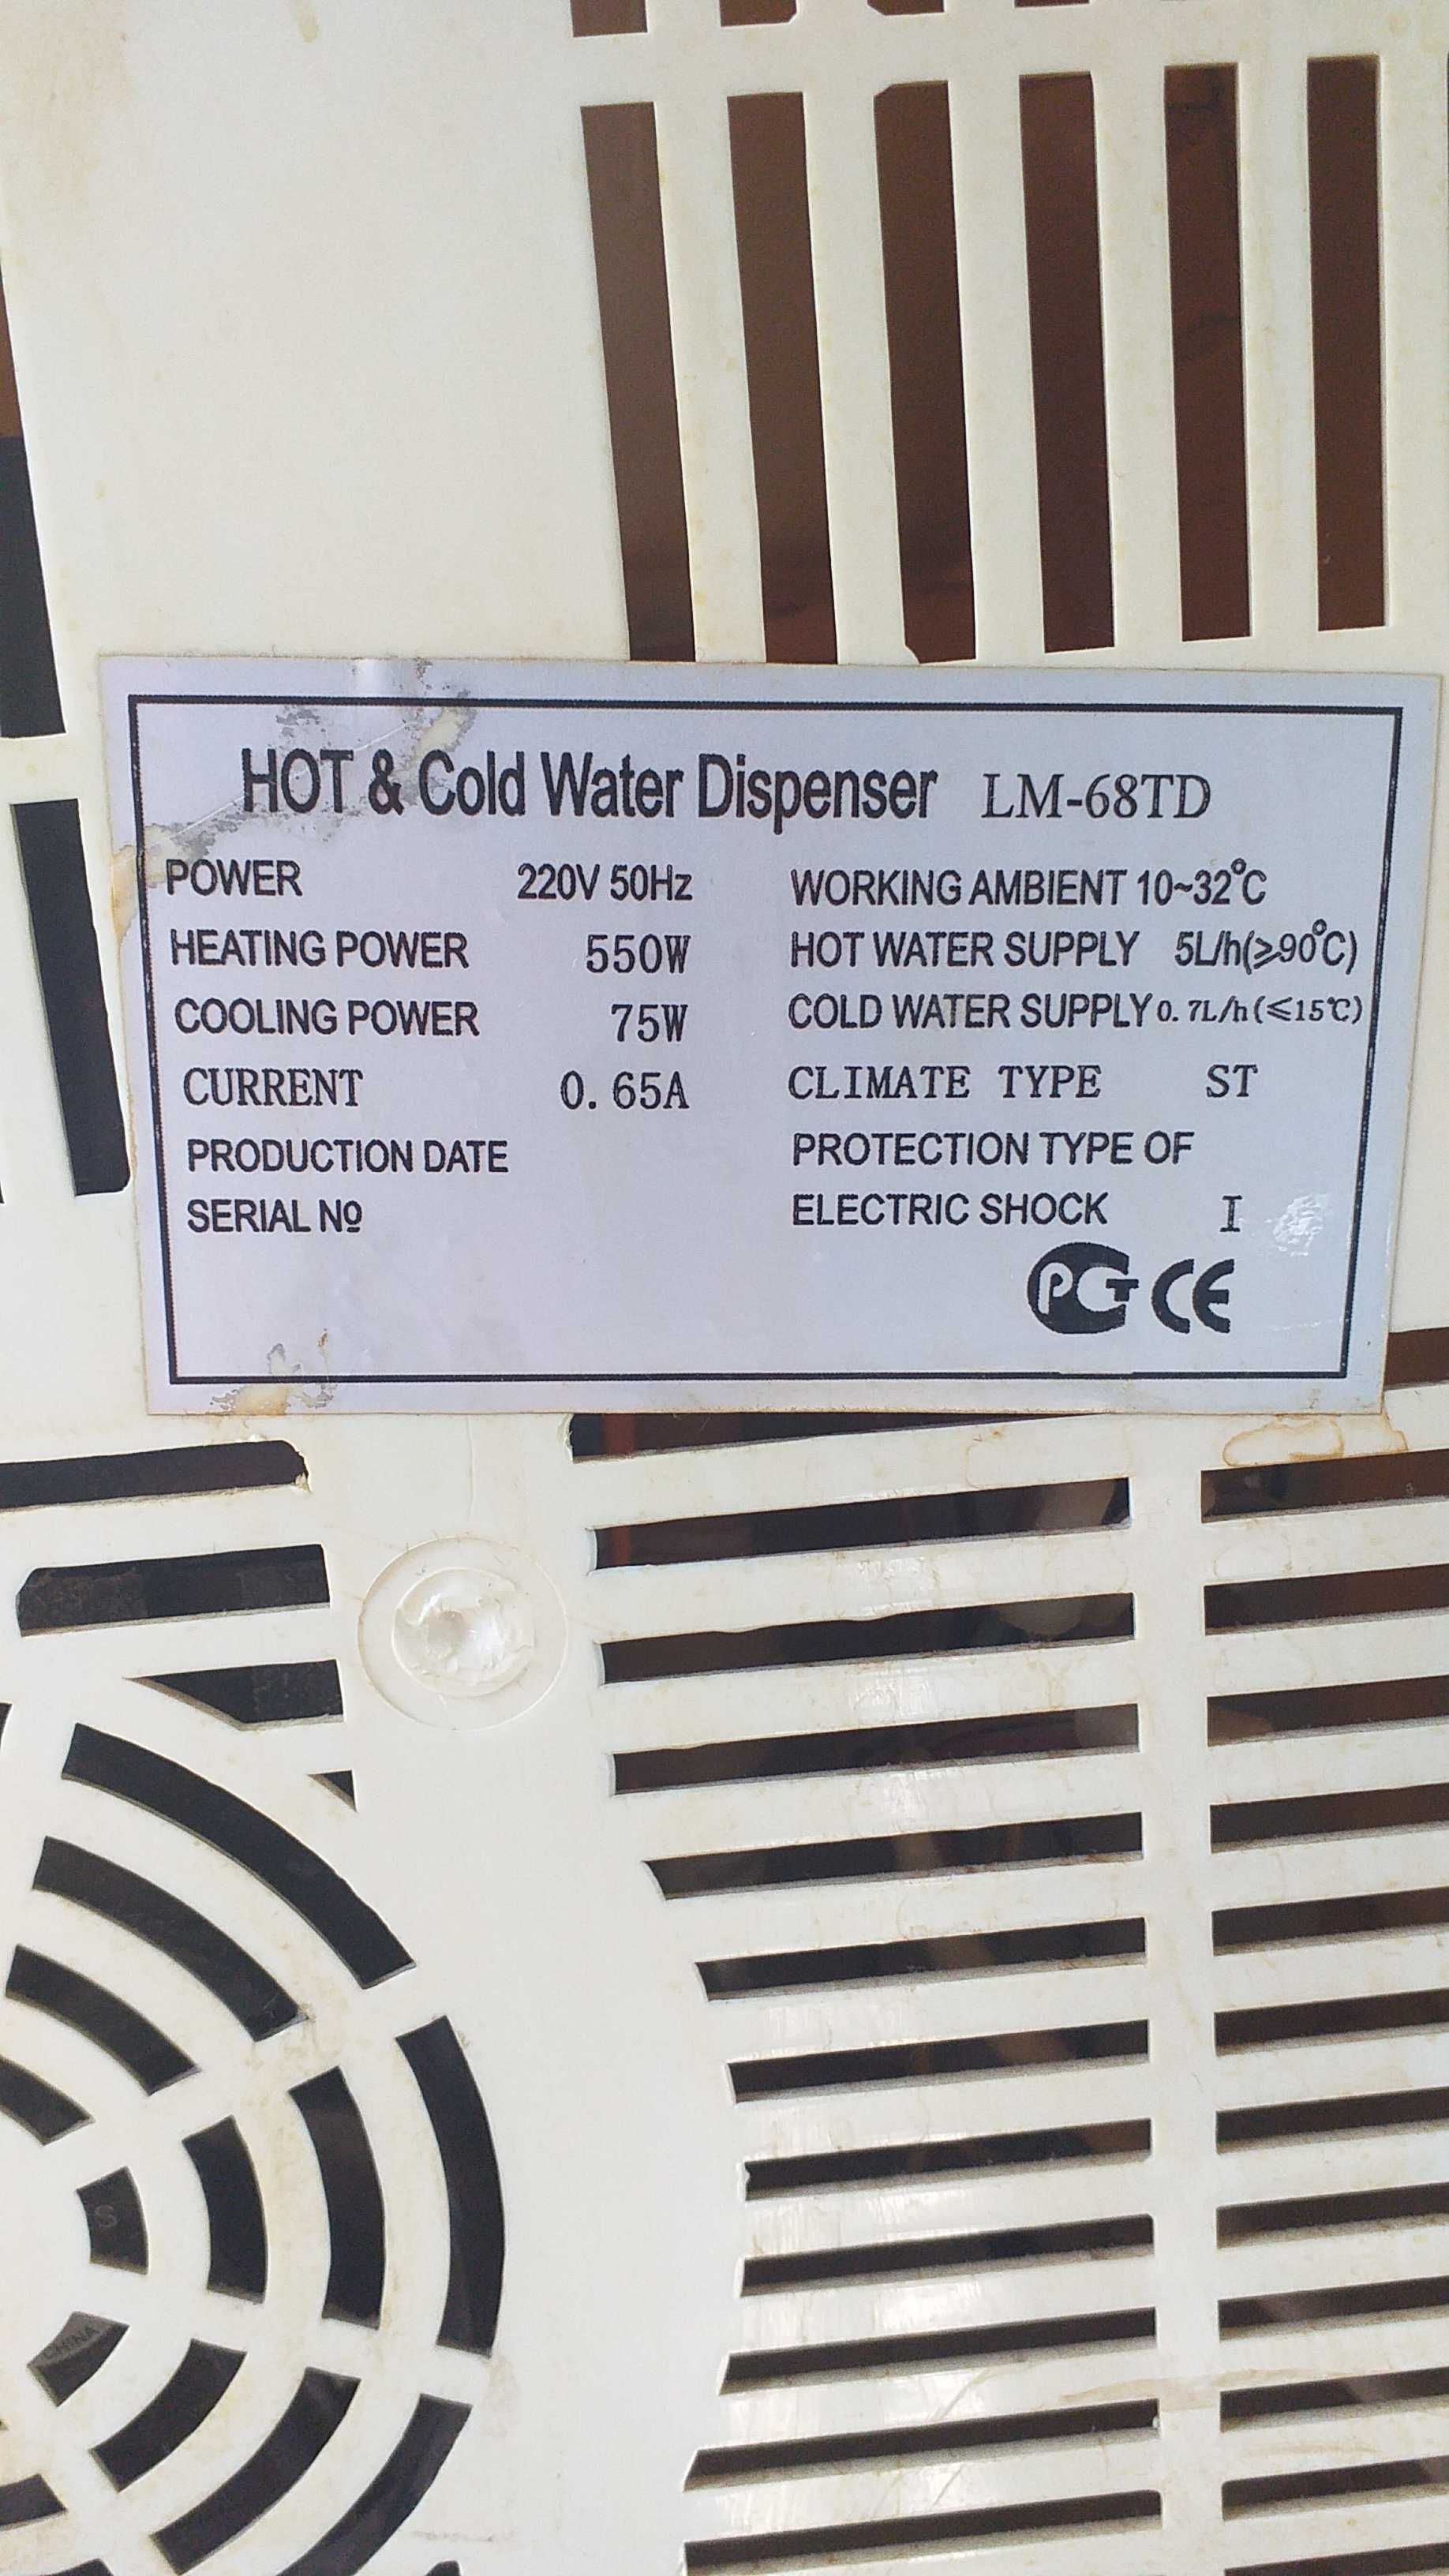 HOT & Cold Water Dispenser LM-68TD
POWER 220V 50Hz
HEATING POWER 550W
COOLING POWER 75W
CURRENT 0.65A
PRODUCTION DATE
SERIAL Nº
WORKING AMBIENT 10~32℃
HOT WATER SUPPLY 5L/h(≥90℃)
COLD WATER SUPPLY 0.7L/h(≤15℃)
CLIMATE TYPE ST
PROTECTION TYPE OF
ELECTRIC SHOCK I
РСТ CE
S
CHINA